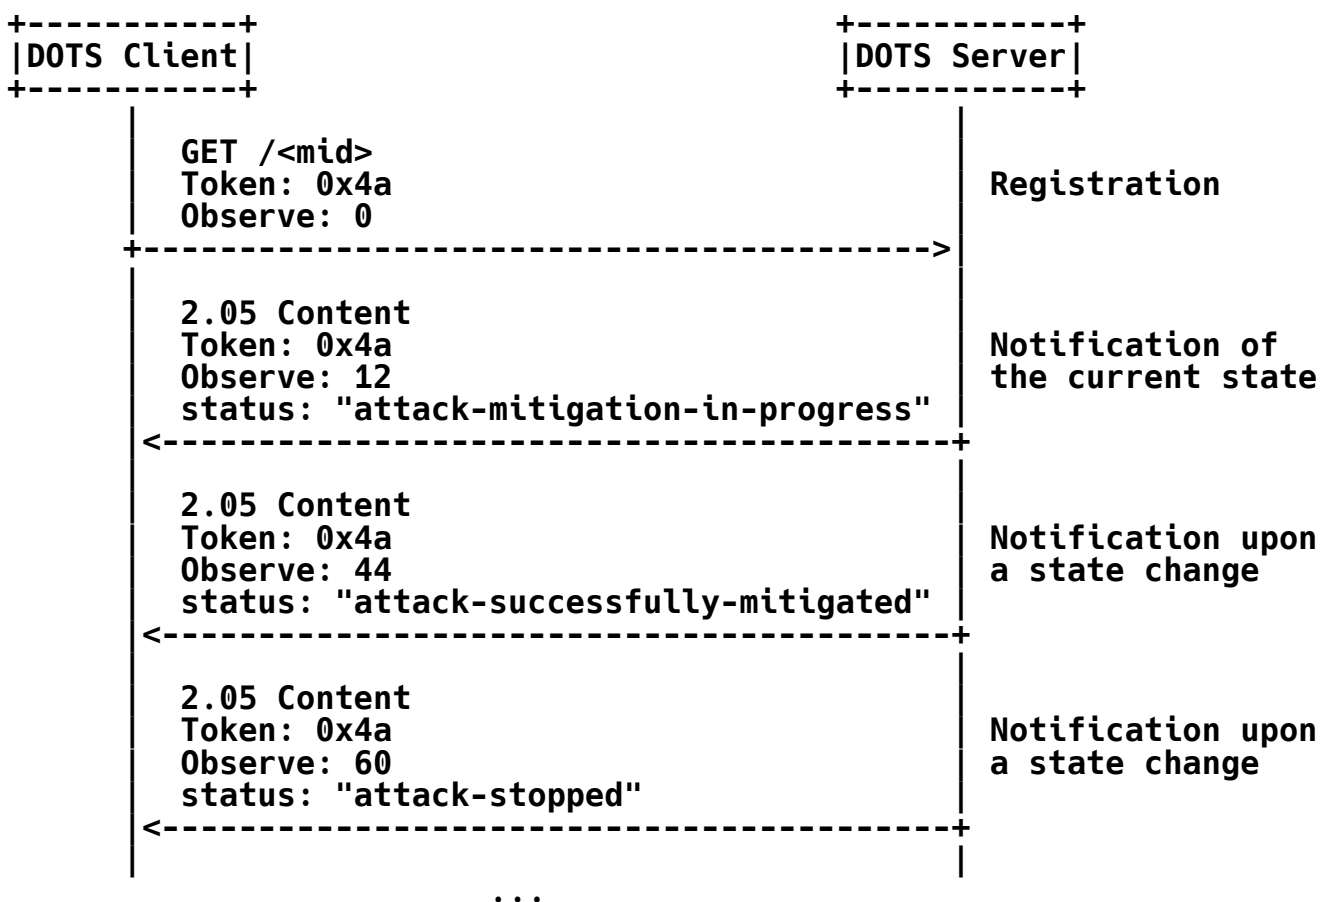 DOTS Client DOTS Server
GET /<mid>
Token: 0x4a Registration
Observe: 0
2.05 Content
Token: 0x4a Notification of
Observe: 12 the current state
status: "attack-mitigation-in-progress"
2.05 Content
Token: 0x4a Notification upon
Observe: 44 a state change
status: "attack-successfully-mitigated"
2.05 Content
Token: 0x4a Notification upon
Observe: 60 a state change
status: "attack-stopped"
...